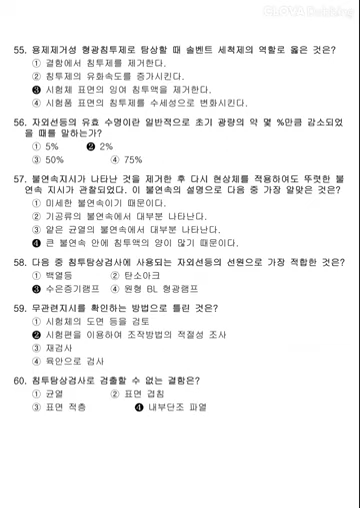 CLOVA Dubbing
55. 용제제거성 형광침투제로 탐상할 때 솔벤트 세척제의 역할로 옳은 것은?
① 결함에서 침투제를 제거한다.
② 침투제의 유화속도를 증가시킨다.
❸ 시험체 표면의 잉여 침투액을 제거한다.
④ 시험품 표면의 침투제를 수세성으로 변화시킨다.
56. 자외선등의 유효 수명이란 일반적으로 초기 광량의 약 몇 %만큼 감소되었
을 때를 말하는가?
① 5% ❷ 2%
③ 50% ④ 75%
57. 불연속지시가 나타난 것을 제거한 후 다시 현상체를 적용하여도 뚜렷한 불
연속 지시가 관찰되었다. 이 불연속의 설명으로 다음 중 가장 알맞은 것은?
① 미세한 불연속이기 때문이다.
② 기공류의 불연속에서 대부분 나타난다.
③ 얕은 균열의 불연속에서 대부분 나타난다.
❹ 큰 불연속 안에 침투액의 양이 많기 때문이다.
58. 다음 중 침투탐상검사에 사용되는 자외선등의 선원으로 가장 적합한 것은?
① 백열등 ② 탄소아크
❸ 수은증기램프 ④ 원형 BL 형광램프
59. 무관련지시를 확인하는 방법으로 틀린 것은?
① 시험체의 도면 등을 검토
❷ 시험편을 이용하여 조작방법의 적절성 조사
③ 재검사
④ 육안으로 검사
60. 침투탐상검사로 검출할 수 없는 결함은?
① 균열 ② 표면 겹침
③ 표면 적층 ❹ 내부단조 파열